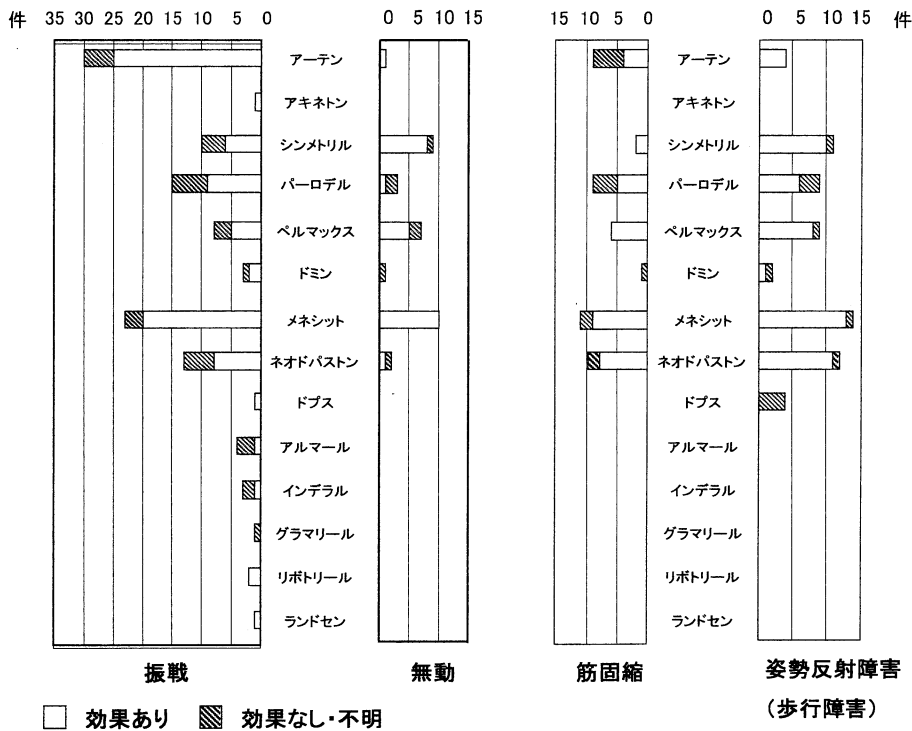 件 35 30 25 20 15 10 5 0 0 5 10 15 15 10 5 0 0 5 10 15 件
アーテン アーテン
アキネトン アキネトン
シンメトリル シンメトリル
パーロデル パーロデル
ペルマックス ペルマックス
ドミン ドミン
メネシット メネシット
ネオドパストン ネオドパストン
ドプス ドプス
アルマール アルマール
インデラル インデラル
グラマリール グラマリール
リボトリール リボトリール
ランドセン ランドセン
振戦 無動 筋固縮 姿勢反射障害
(歩行障害)
効果あり 効果なし・不明